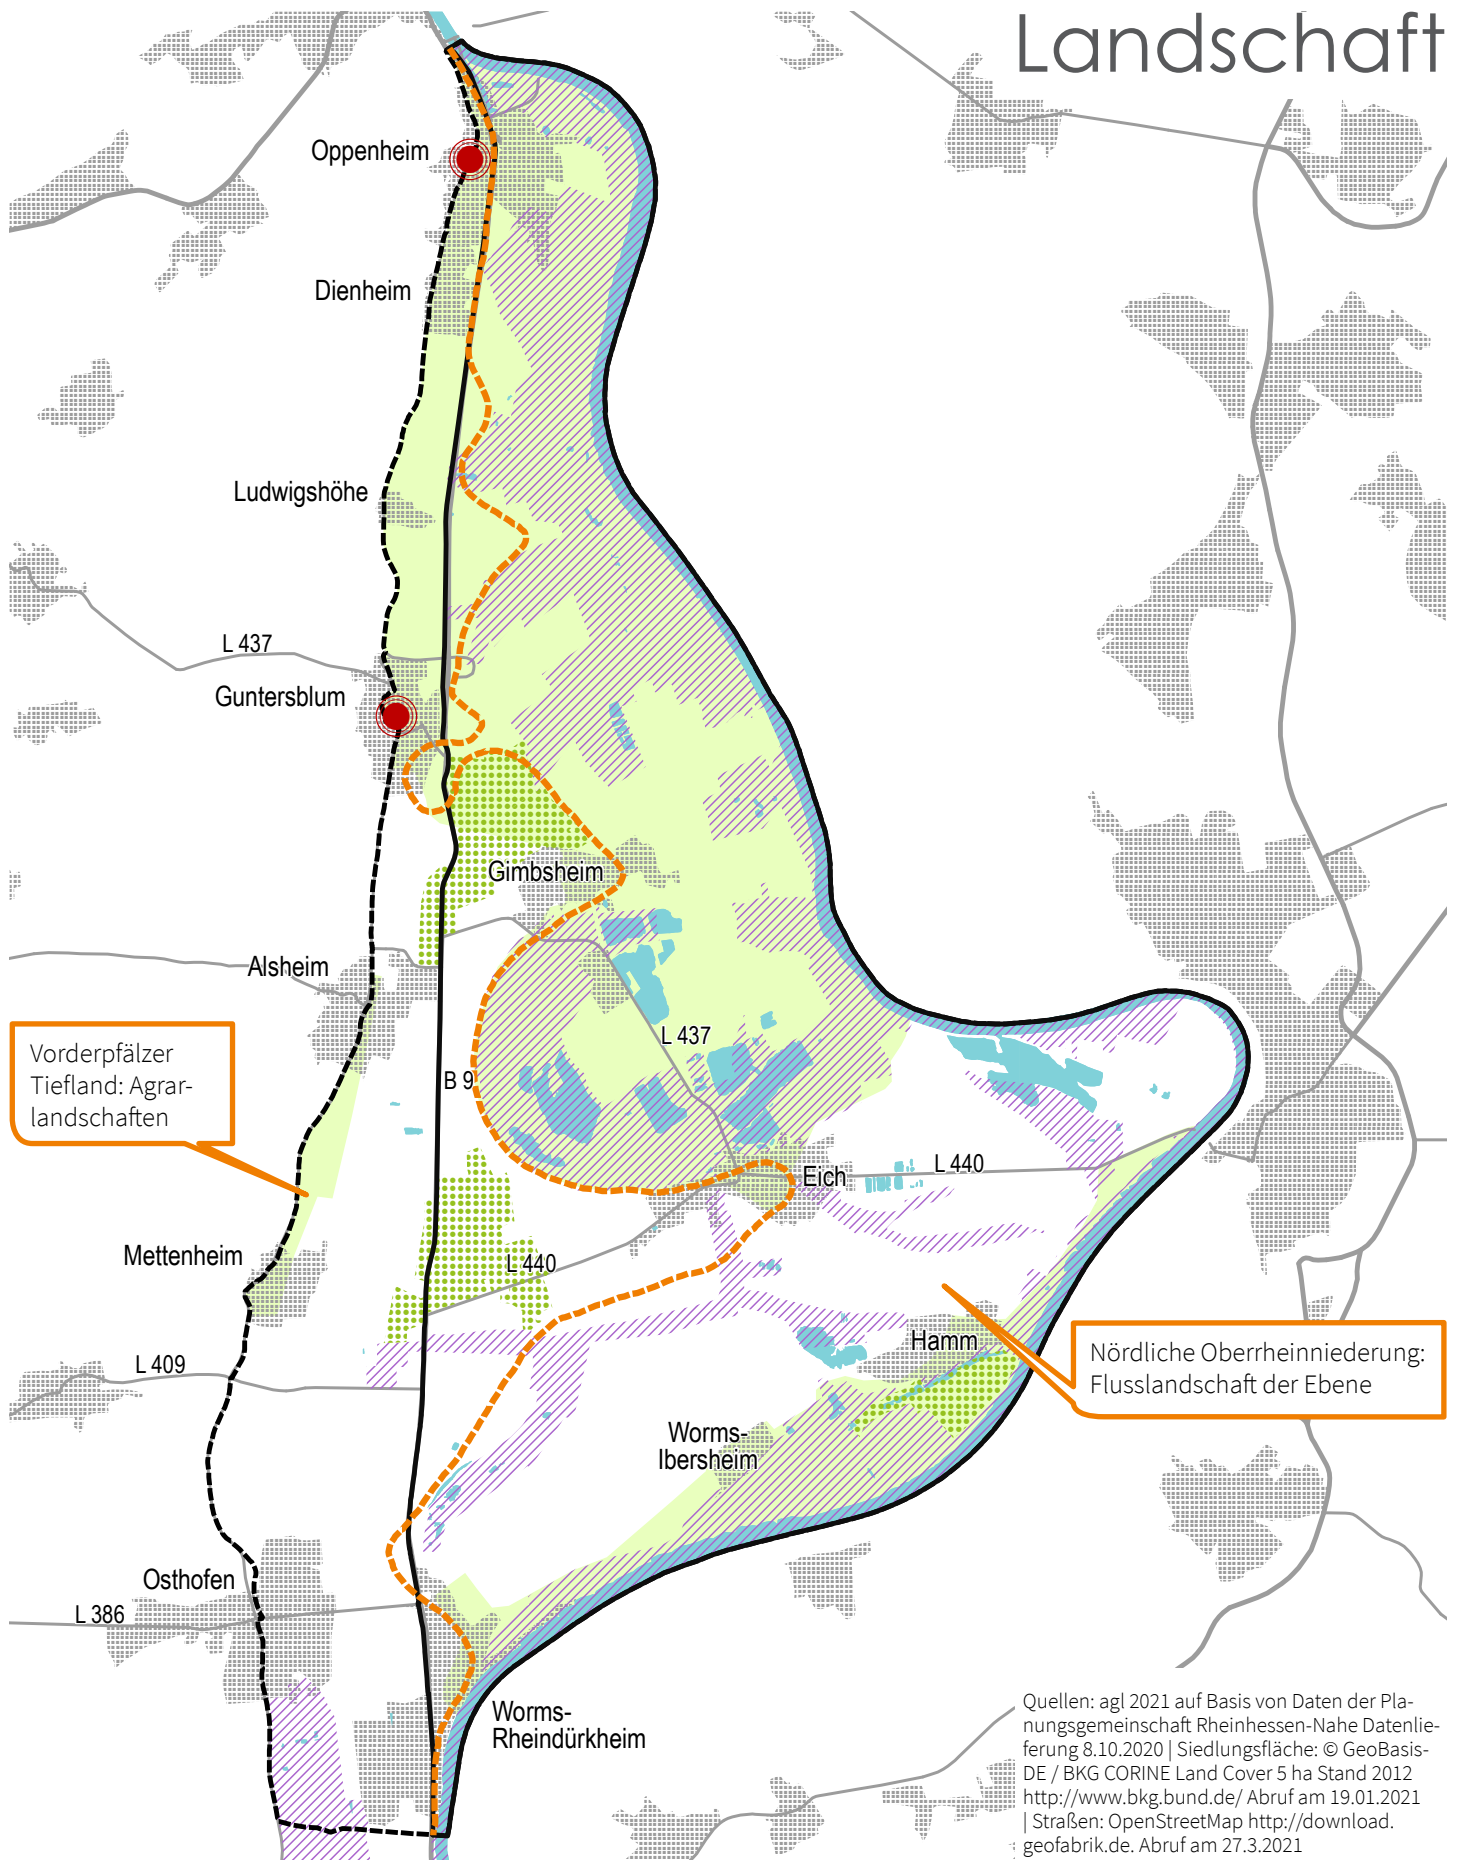 Landschaft
Oppenheim
Dienheim
Ludwigshöhe
L 437
Guntersblum
Gimbsheim
Alsheim
L 437
B 9
Vorderpfälzer
Tiefland: Agrar-
landschaften
Eich
L 440
Mettenheim
L 440
Hamm
Nördliche Oberrheinniederung:
Flusslandschaft der Ebene
L 409
Worms-
Ibersheim
Osthofen
L 386
Worms-
Rheindürkheim
Quellen: agl 2021 auf Basis von Daten der Pla-
nungsgemeinschaft Rheinhessen-Nahe Datenlie-
ferung 8.10.2020 | Siedlungsfläche: © GeoBasis-
DE / BKG CORINE Land Cover 5 ha Stand 2012
http://www.bkg.bund.de/ Abruf am 19.01.2021
| Straßen: OpenStreetMap http://download.
geofabrik.de. Abruf am 27.3.2021